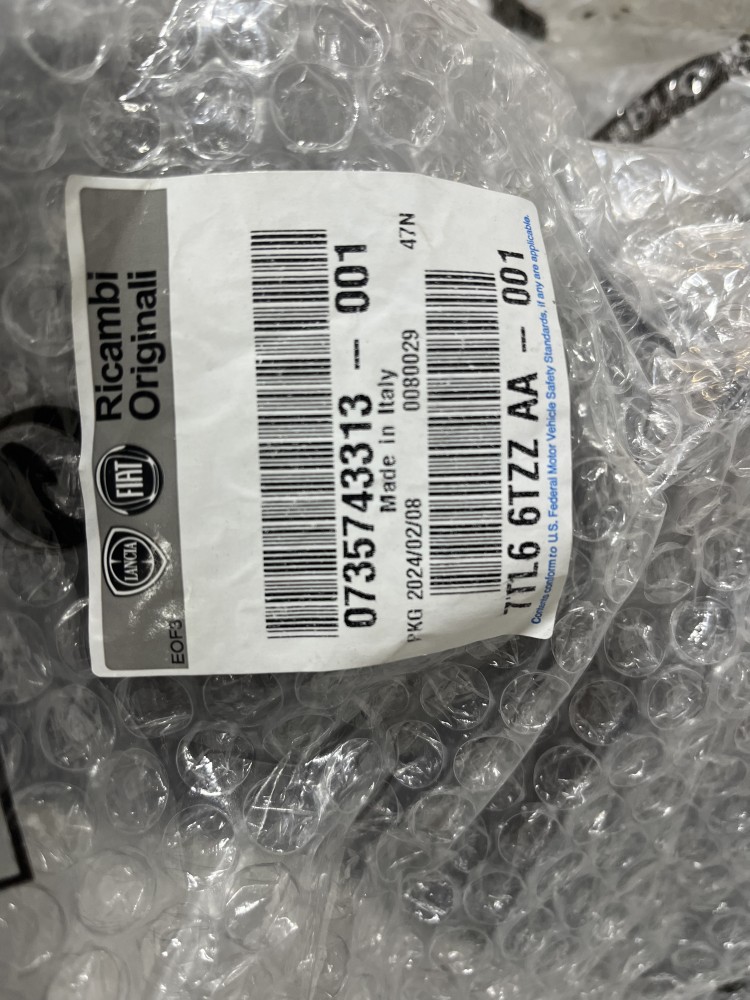 LANCIA
FIAT
Ricambi
Originali
EOF3
0735743313 — 001
Made in Italy
PKG 2024/02/08 0080029 47N
7TL6 6TZZ AA — 001
Contents conform to U.S. Federal Motor Vehicle Safety Standards, if any are applicable.